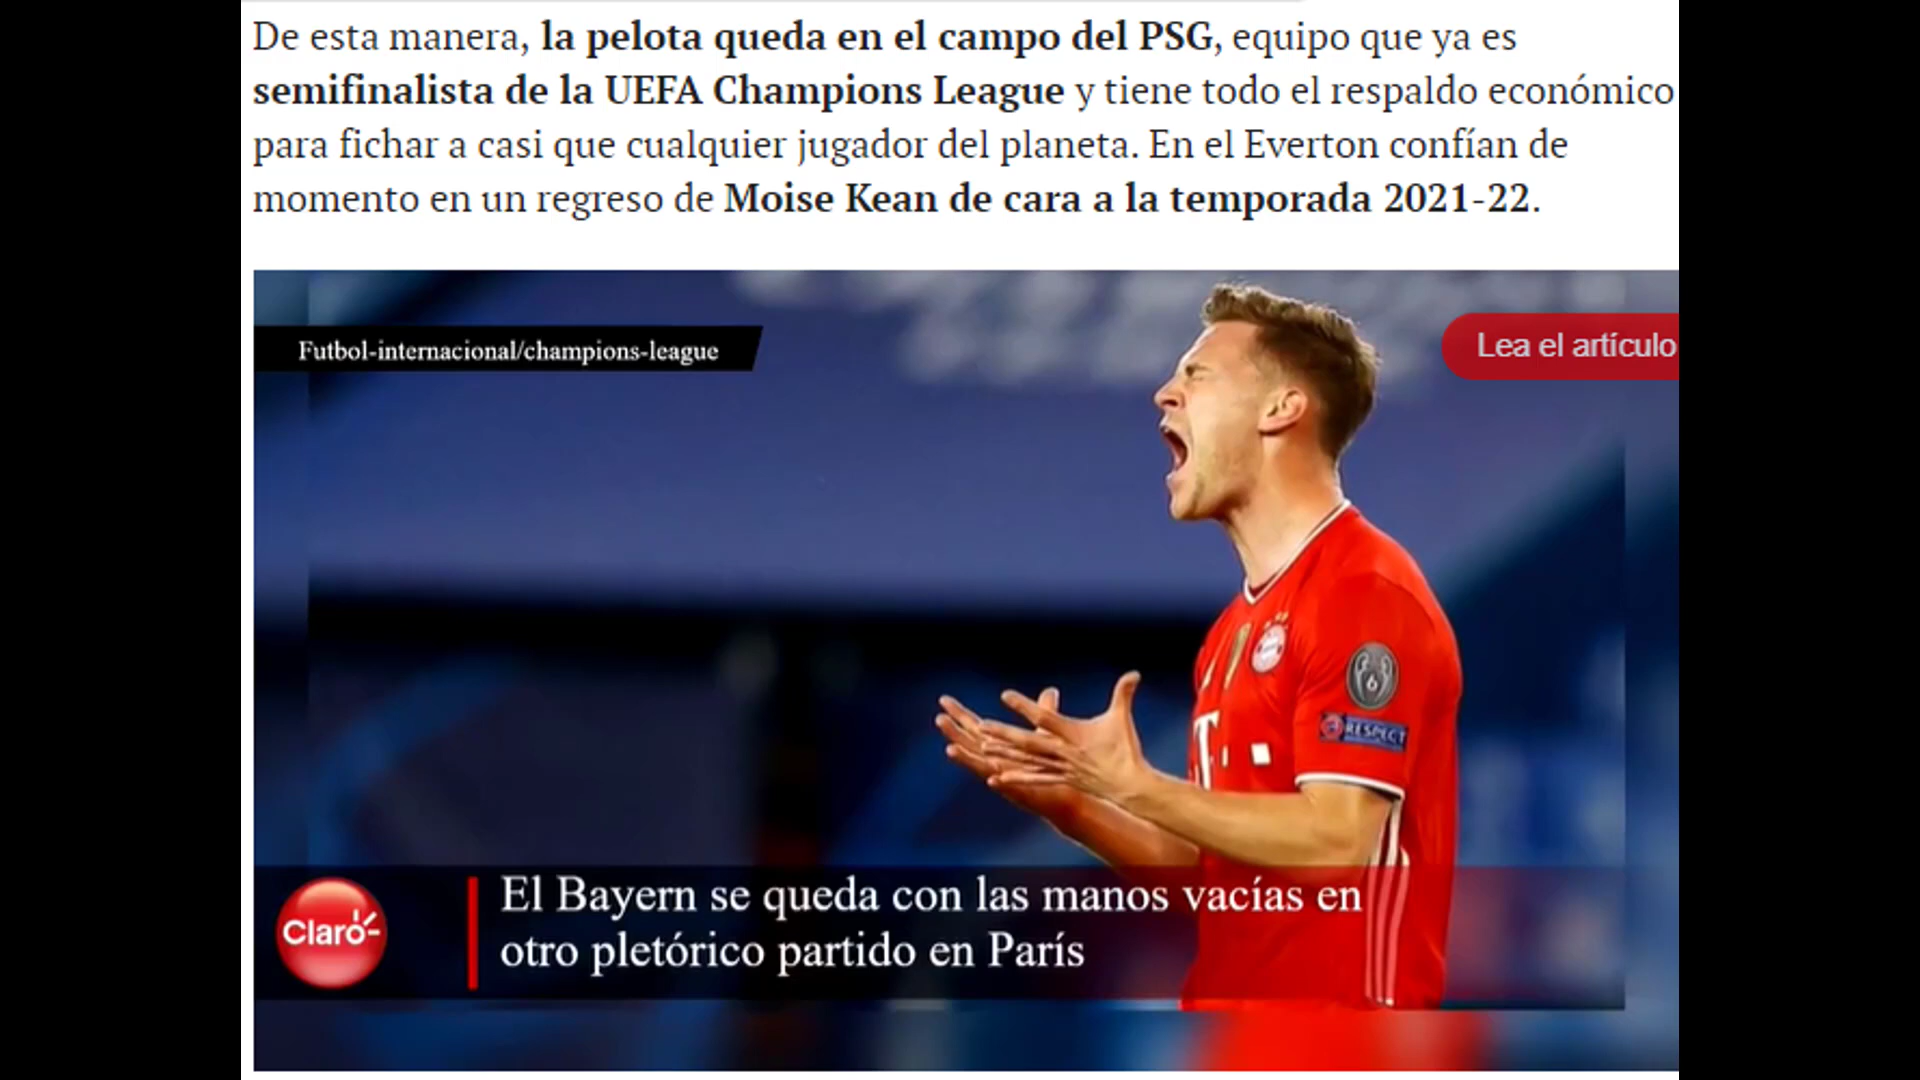 De esta manera, la pelota queda en el campo del PSG, equipo que ya es
semifinalista de la UEFA Champions League y tiene todo el respaldo económico
para fichar a casi que cualquier jugador del planeta. En el Everton confían de
momento en un regreso de Moise Kean de cara a la temporada 2021-22.
Futbol-internacional/champions-league
Lea el artículo
6
RESPECT
T
Claro
El Bayern se queda con las manos vacías en
otro pletórico partido en París